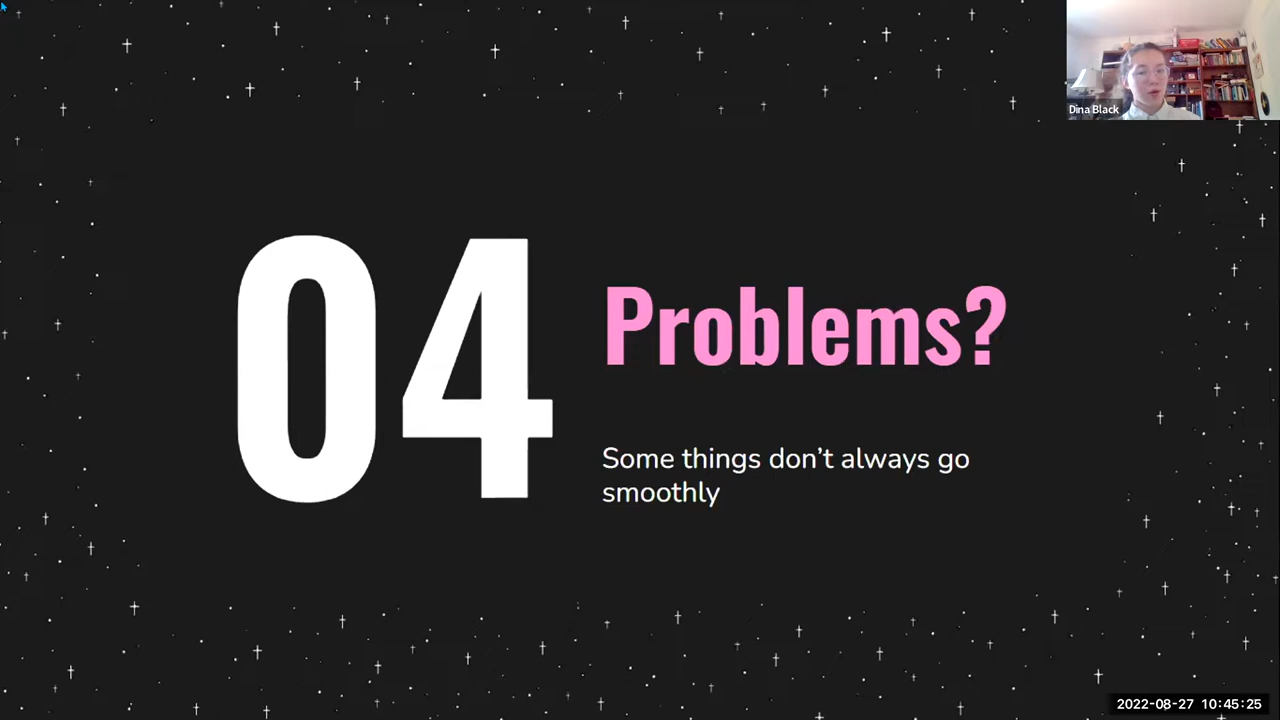 Dina Black
04
Problems?
Some things don’t always go
smoothly
2022-08-27 10:45:25